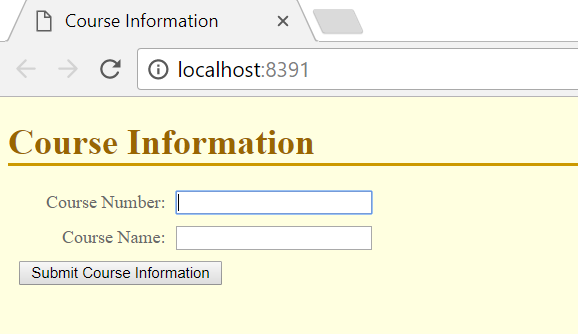 Course Information
localhost:8391
Course Information
Course Number:
Course Name:
Submit Course Information